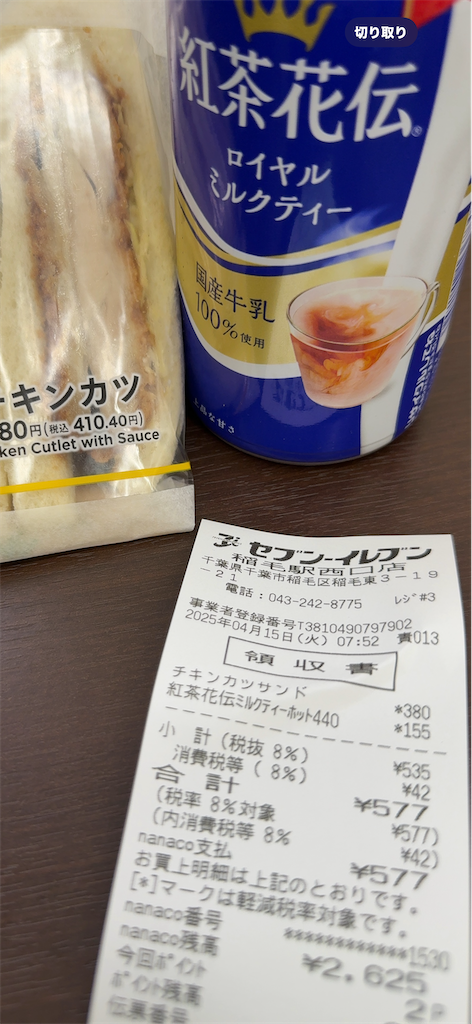 切り取り
紅茶花伝®
ロイヤル
ミルクティー
国産牛乳
100%使用
上品な甘さ
チキンカツ
80円(税込 410.40円)
ken Cutlet with Sauce
セブン-イレブン
稲毛駅西口店
千葉県千葉市稲毛区稲毛東3-19
-21
電話:043-242-8775 レジ#3
事業者登録番号T3810490797902
2025年04月15日(火) 07:52 責013
領収書
チキンカツサンド *380
紅茶花伝ミルクティーホット440 *155
小 計(税抜 8%) ¥535
消費税等( 8%) ¥42
合 計 ¥577
(税率 8%対象 ¥577)
(内消費税等 8% ¥42)
nanaco支払 ¥577
お買上明細は上記のとおりです。
[*]マークは軽減税率対象です。
nanaco番号 ************1530
nanaco残高 ¥2,625
今回ポイント 2P
ポイント残高
伝票番号